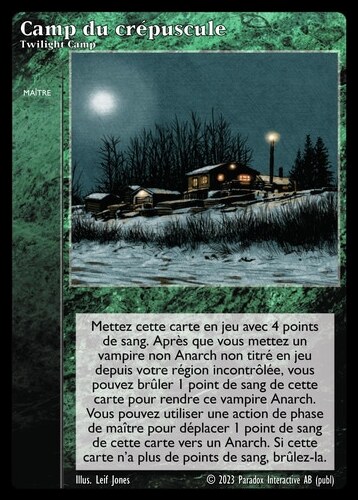 Camp du crépuscule
Twilight Camp
MAÎTRE
Mettez cette carte en jeu avec 4 points
de sang. Après que vous mettez un
vampire non Anarch non titré en jeu
depuis votre région incontrôlée, vous
pouvez brûler 1 point de sang de cette
carte pour rendre ce vampire Anarch.
Vous pouvez utiliser une action de phase
de maître pour déplacer 1 point de sang
de cette carte vers un Anarch. Si cette
carte n'a plus de points de sang, brûlez-la.
Illus. Leif Jones
© 2023 Paradox Interactive AB (publ)